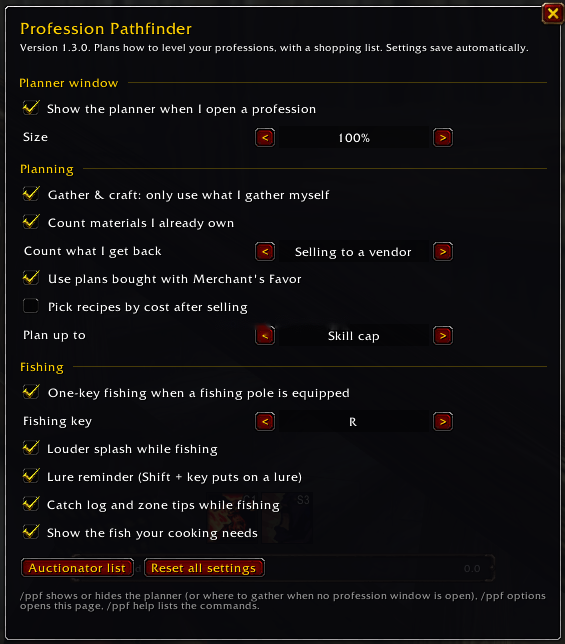 Profession Pathfinder
Version 1.3.0. Plans how to level your professions, with a shopping list. Settings save automatically.
Planner window
Show the planner when I open a profession
Size < 100% >
Planning
Gather & craft: only use what I gather myself
Count materials I already own
Count what I get back < Selling to a vendor >
Use plans bought with Merchant's Favor
Pick recipes by cost after selling
Plan up to < Skill cap >
Fishing
One-key fishing when a fishing pole is equipped
Fishing key < R >
Louder splash while fishing
Lure reminder (Shift + key puts on a lure)
S3
Catch log and zone tips while fishing
Show the fish your cooking needs
Auctionator list Reset all settings 0.0
/ppf shows or hides the planner (or where to gather when no profession window is open), /ppf options
opens this page, /ppf help lists the commands.